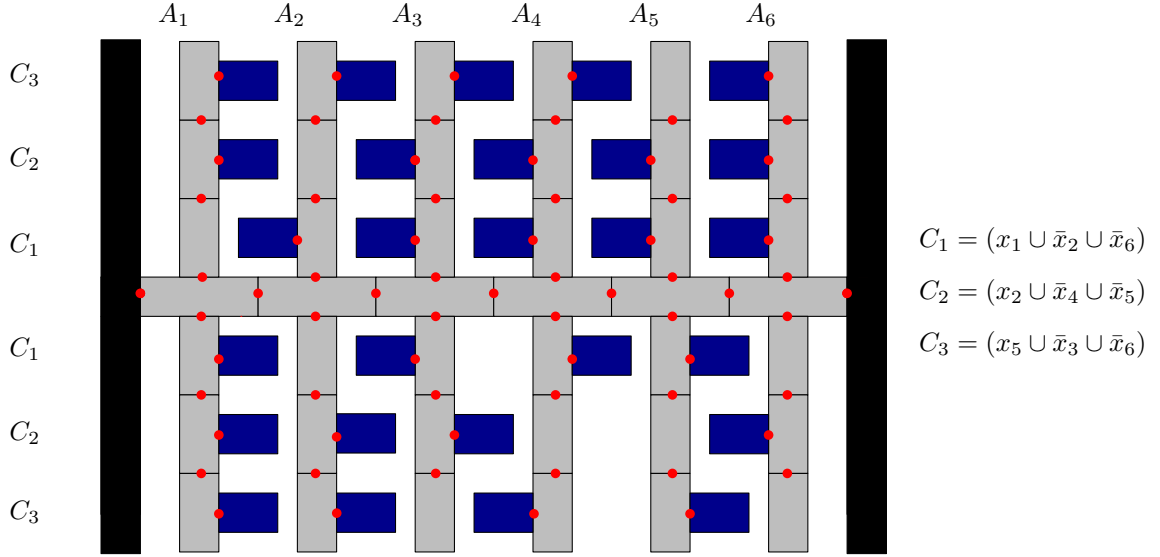 A₁ A₂ A₃ A₄ A₅ A₆
C₃
C₂
C₁
C₁ = (x₁ ∪ x̄₂ ∪ x̄₆)
C₂ = (x₂ ∪ x̄₄ ∪ x̄₅)
C₁
C₃ = (x₅ ∪ x̄₃ ∪ x̄₆)
C₂
C₃